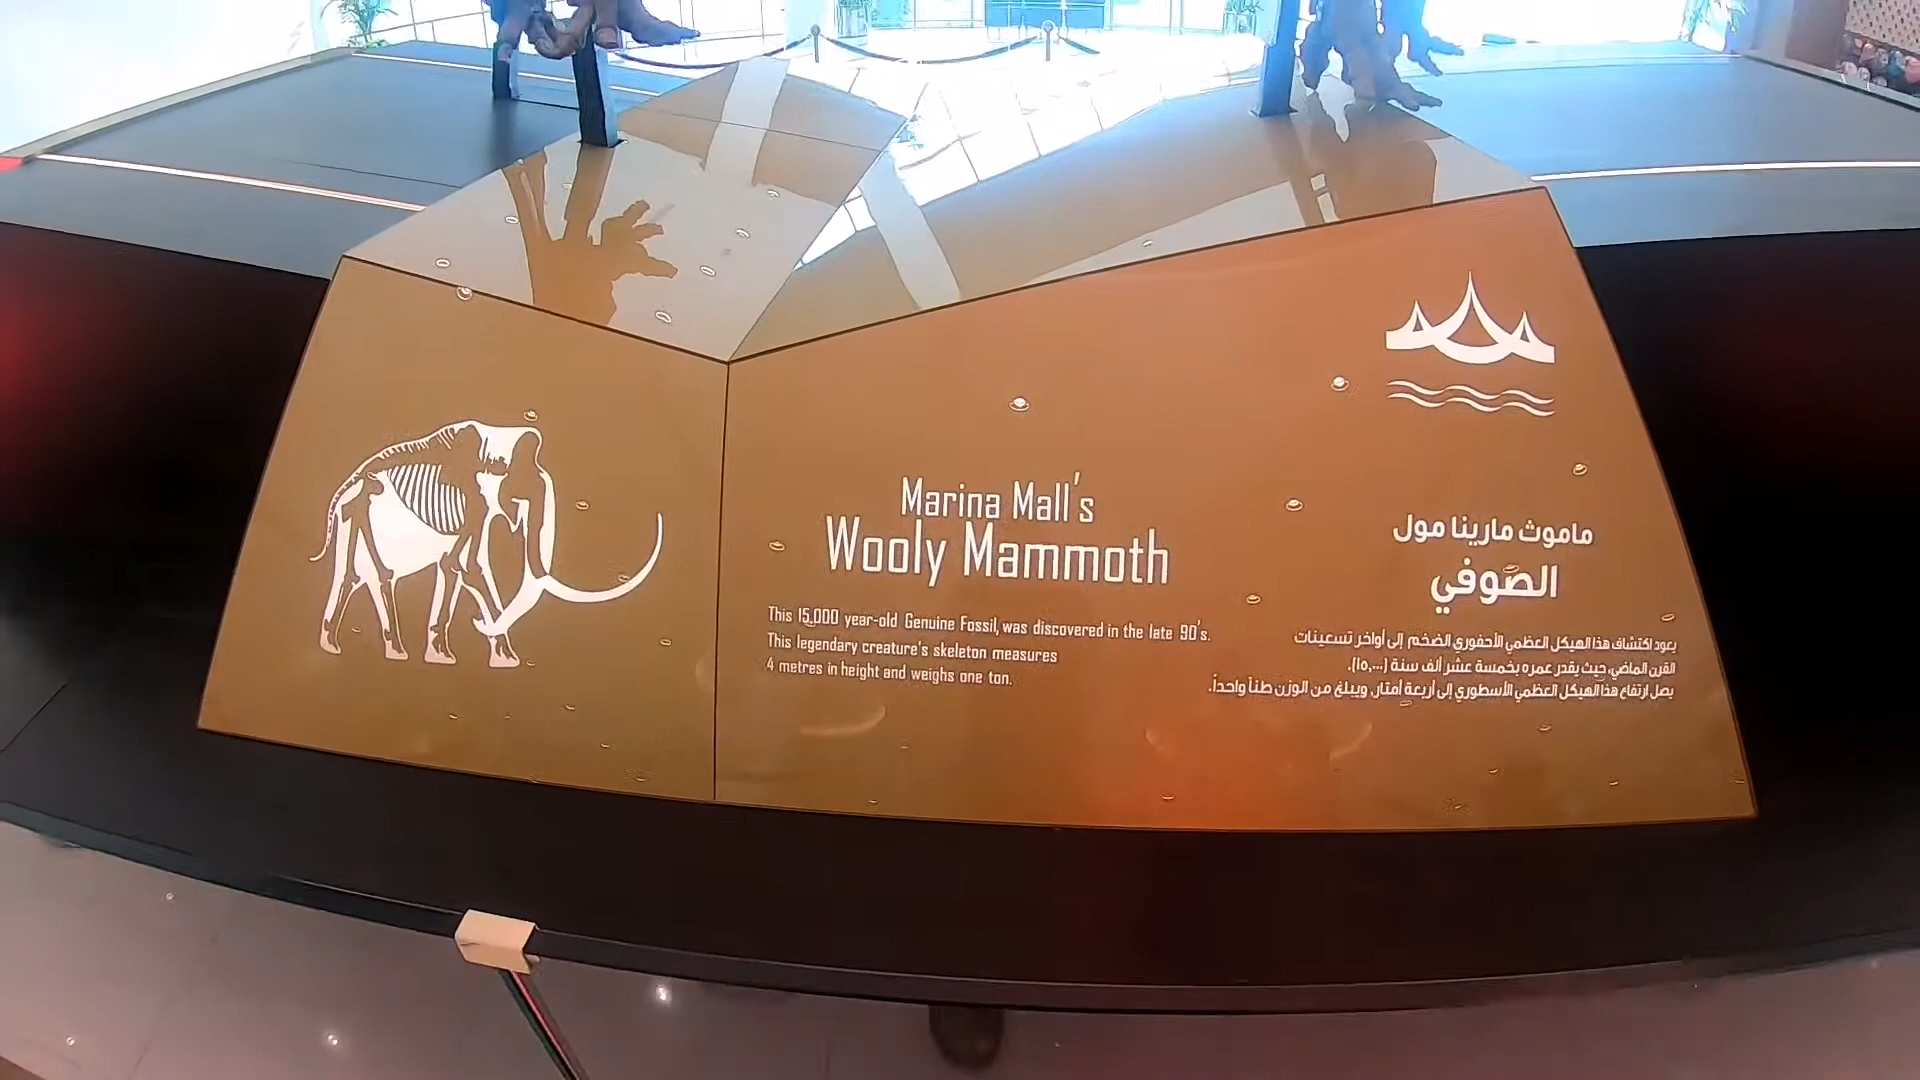 Marina Mall's
Wooly Mammoth
This 15,000 year-old Genuine Fossil, was discovered in the late 90's.
This legendary creature's skeleton measures
4 metres in height and weighs one ton.
ماموث مارينا مول
الصوفي
يعود اكتشاف هذا الهيكل العظمي الأحفوري الضخم إلى أواخر تسعينات
القرن الماضي، حيث يقدر عمره بخمسة عشر ألف سنة (١٥,٠٠٠).
يصل ارتفاع هذا الهيكل العظمي الأسطوري إلى أربعة أمتار، ويبلغ من الوزن طناً واحداً.